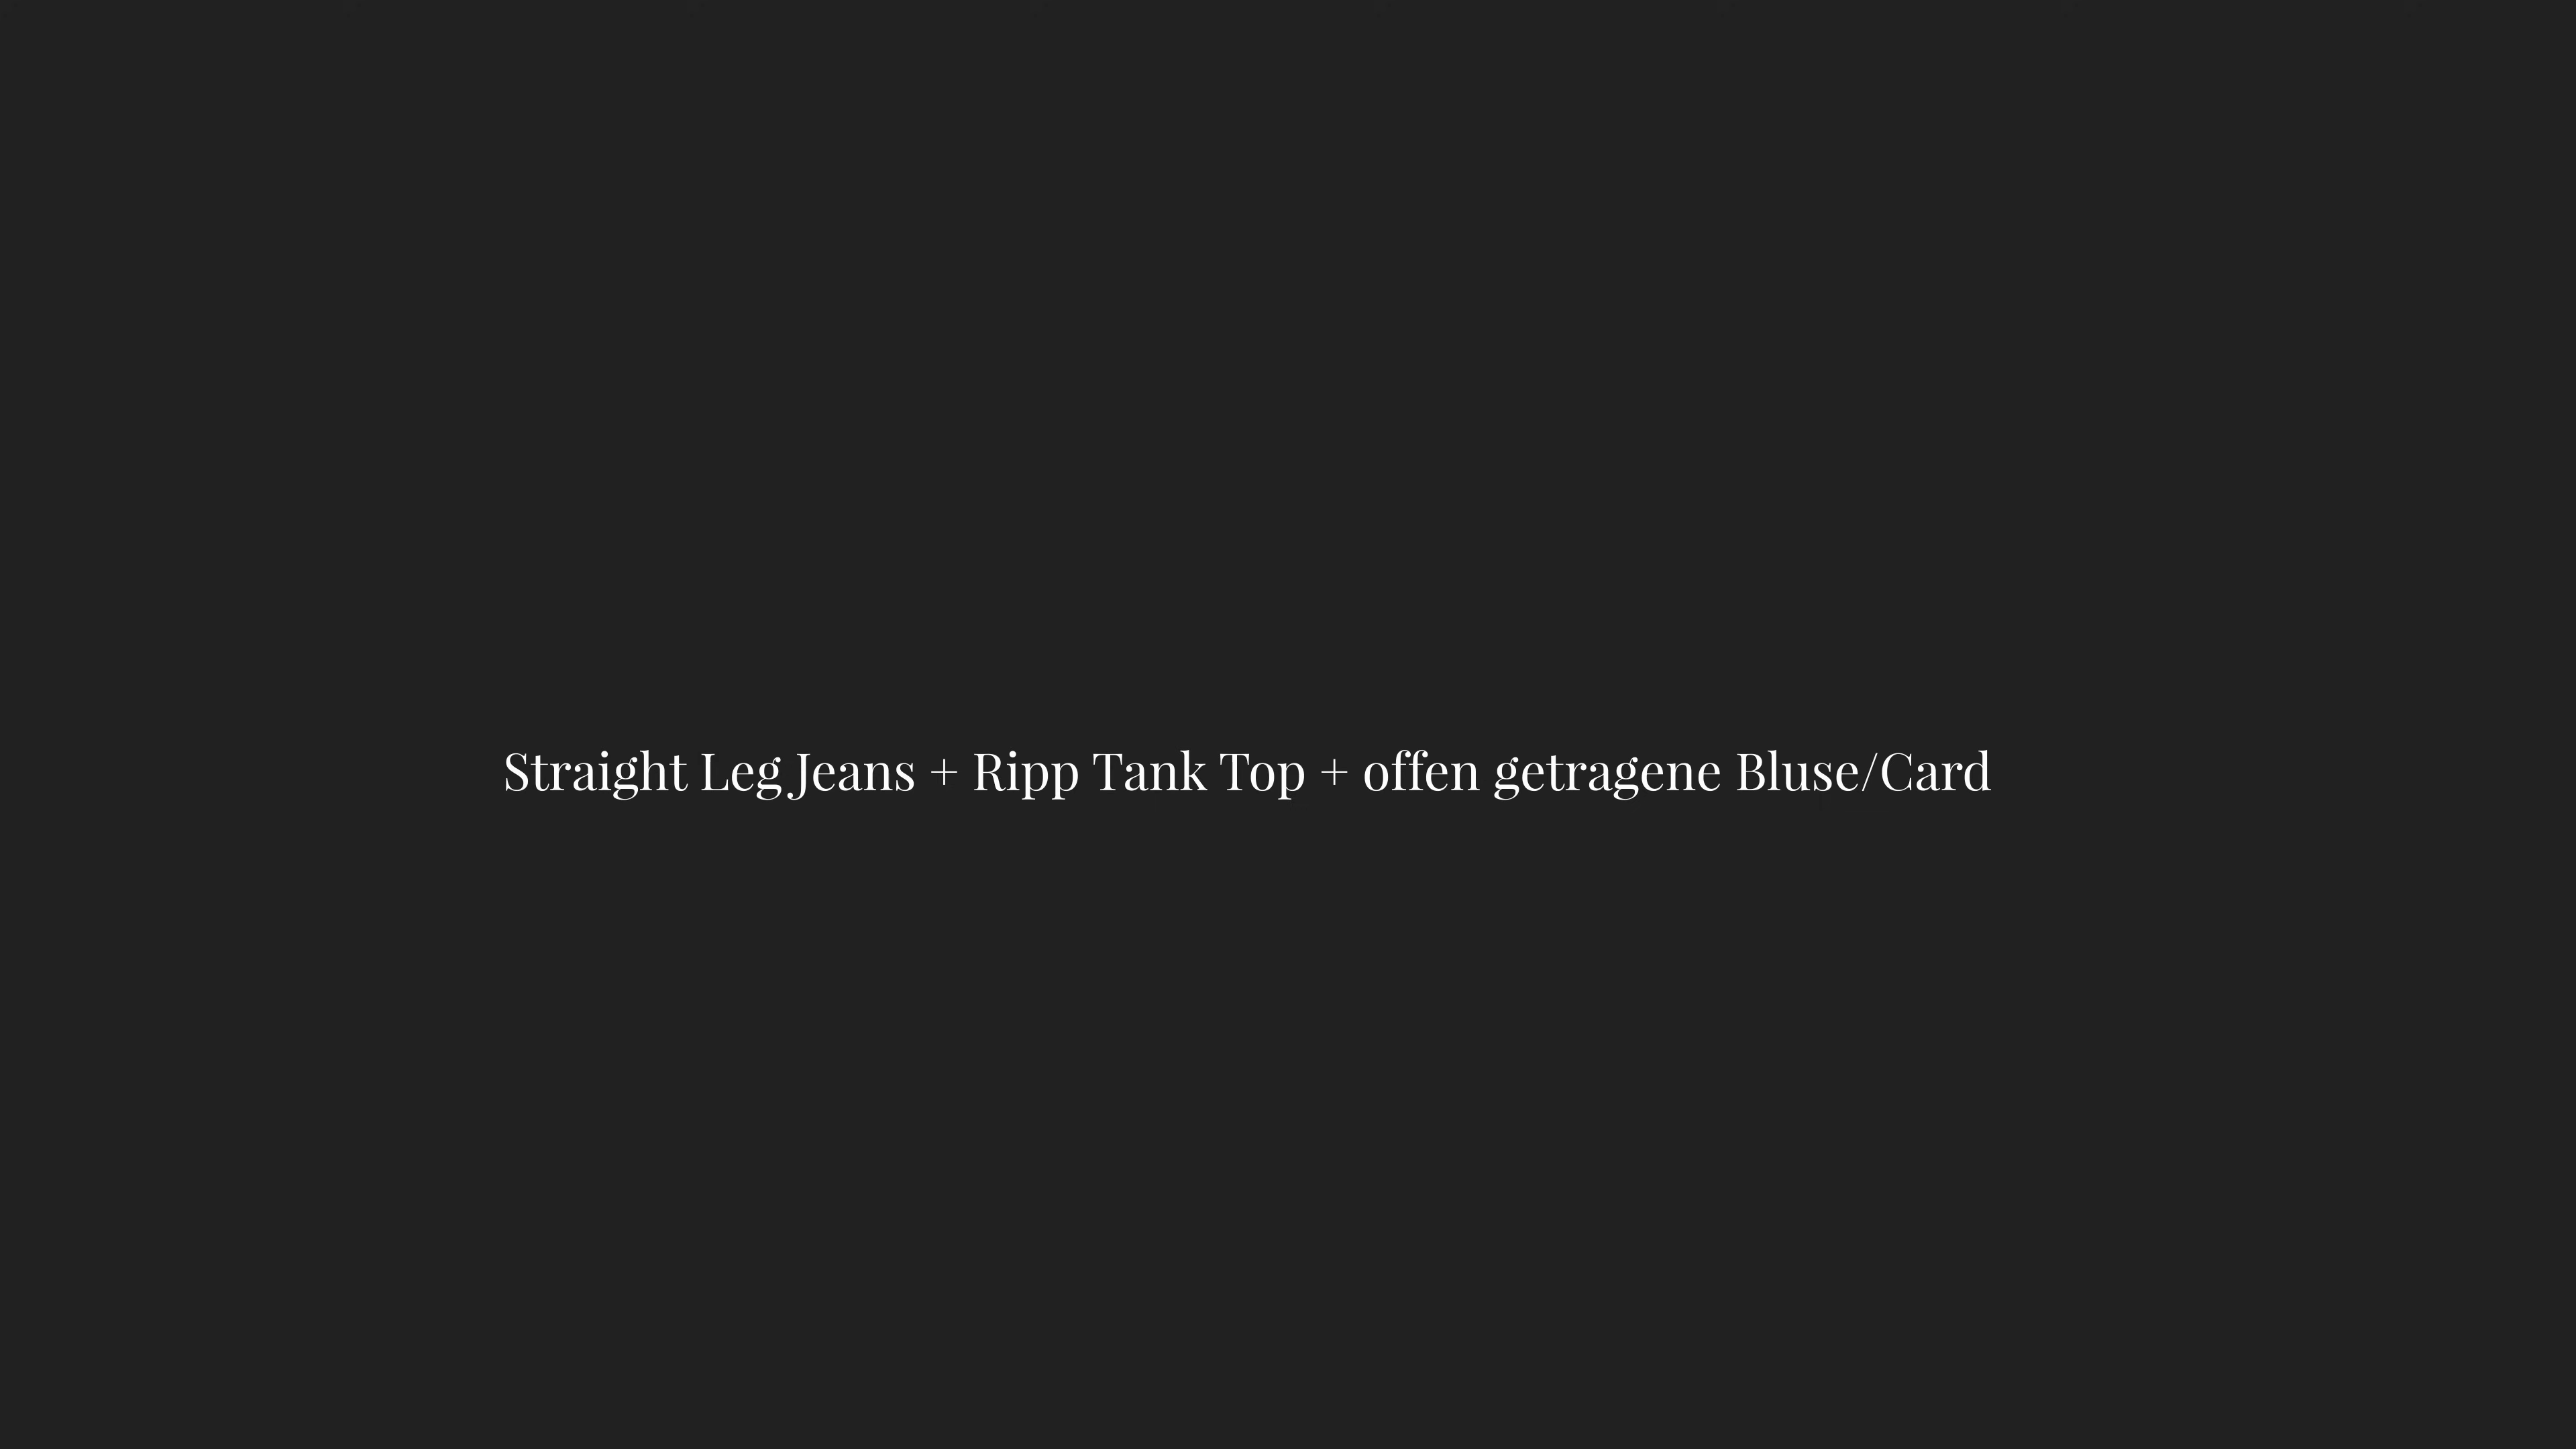 Straight Leg Jeans + Ripp Tank Top + offen getragene Bluse/Card